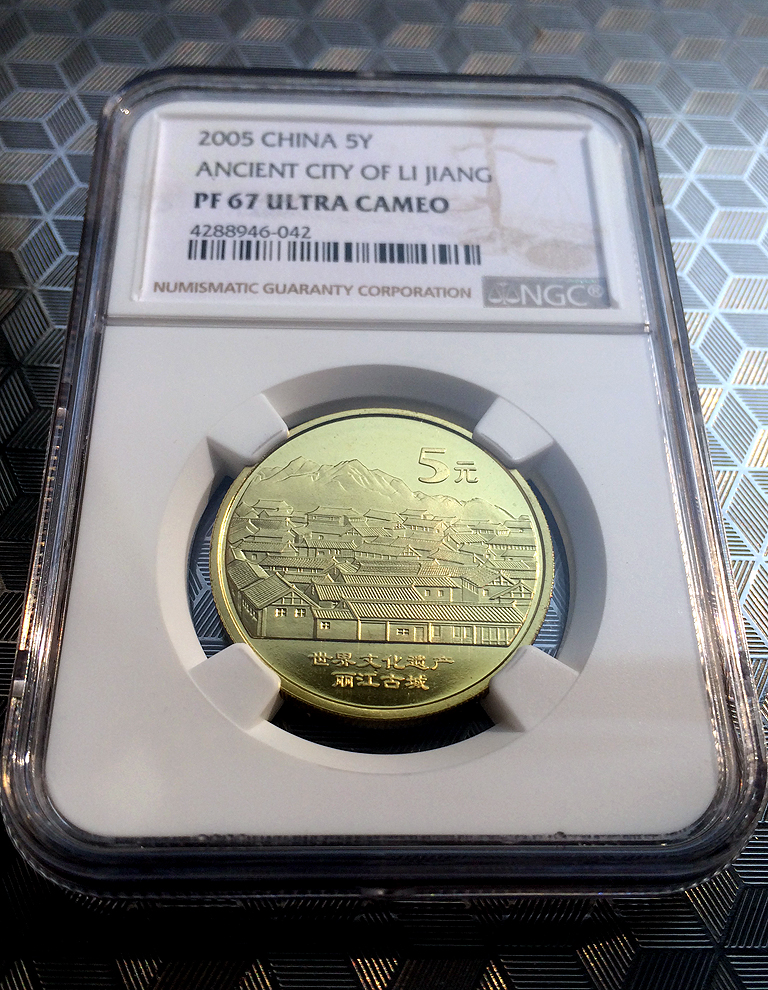 2005 CHINA 5Y
ANCIENT CITY OF LI JIANG
PF 67 ULTRA CAMEO
4288946-042
NUMISMATIC GUARANTY CORPORATION NGC®
5元
世界文化遗产
丽江古城